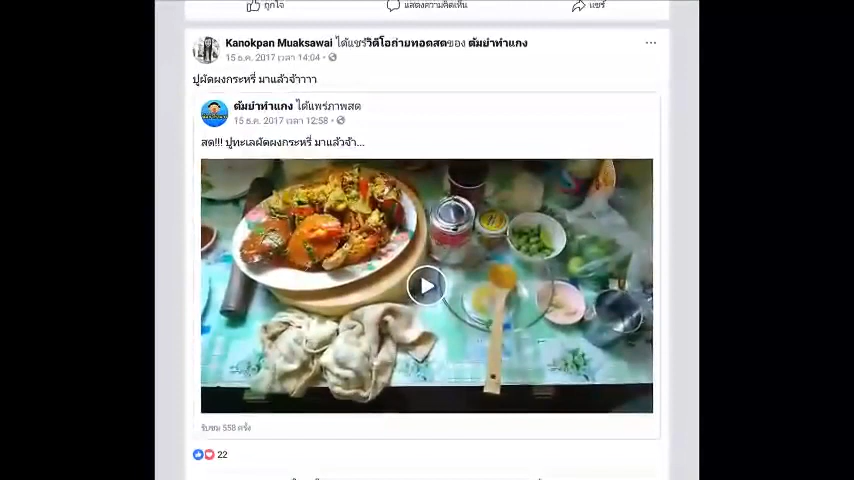 ถูกใจ แสดงความคิดเห็น แชร์
Kanokpan Muaksawai ได้แชร์วิดีโอถ่ายทอดสดของ ต้มยำทำแกง
15 ธ.ค. 2017 เวลา 14:04
ปูผัดผงกระหรี่ มาแล้วจ้าาาา
ต้มยำทำแกง ได้แพร่ภาพสด
15 ธ.ค. 2017 เวลา 12:58
สด!!! ปูทะเลผัดผงกระหรี่ มาแล้วจ้า...
รับชม 558 ครั้ง
22